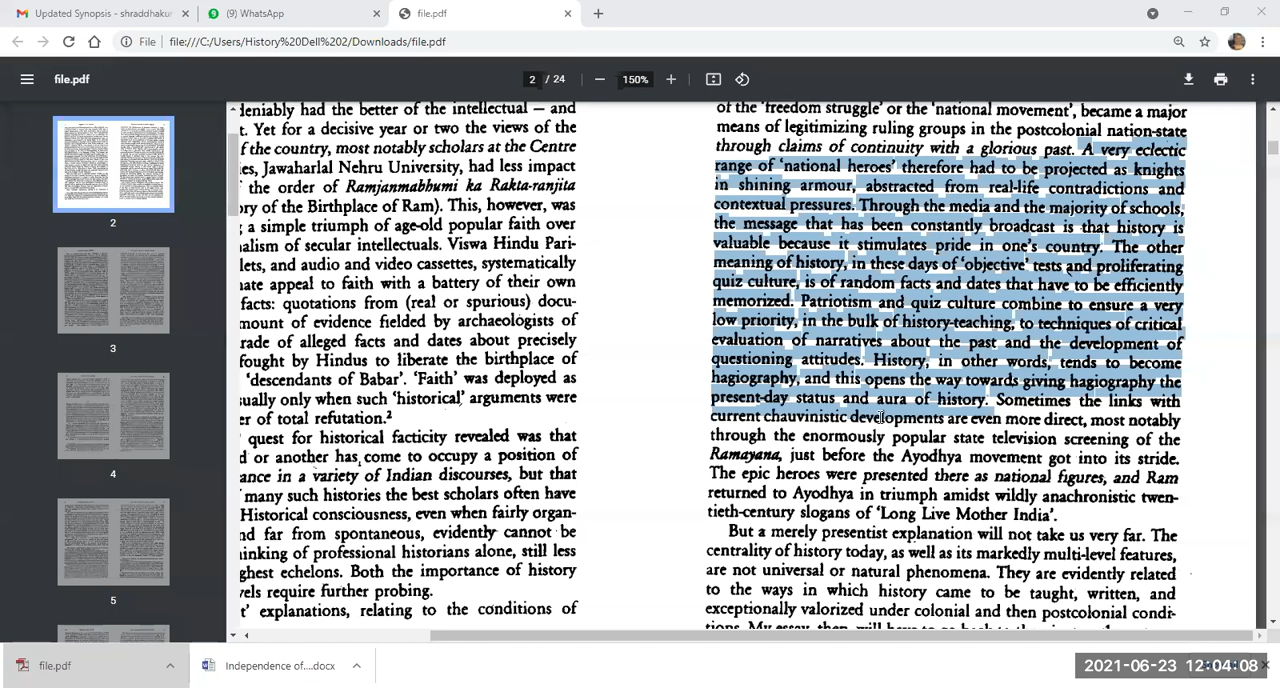 Updated Synopsis - shraddhakur
(9) WhatsApp
file.pdf
File
file:///C:/Users/History%20Dell%202/Downloads/file.pdf
file.pdf
2 / 24
150%
2
3
4
5
deniably had the better of the intellectual — and
t. Yet for a decisive year or two the views of the
f the country, most notably scholars at the Centre
ies, Jawaharlal Nehru University, had less impact
the order of Ramjanmabhumi ka Rakta-ranjita
ory of the Birthplace of Ram). This, however, was
g a simple triumph of age-old popular faith over
nalism of secular intellectuals. Viswa Hindu Pari-
lets, and audio and video cassettes, systematically
nate appeal to faith with a battery of their own
facts: quotations from (real or spurious) docu-
mount of evidence fielded by archaeologists of
rade of alleged facts and dates about precisely
fought by Hindus to liberate the birthplace of
'descendants of Babar'. 'Faith' was deployed as
sually only when such 'historical' arguments were
er of total refutation.²
quest for historical facticity revealed was that
d or another has come to occupy a position of
ance in a variety of Indian discourses, but that
many such histories the best scholars often have
Historical consciousness, even when fairly organ-
nd far from spontaneous, evidently cannot be
hinking of professional historians alone, still less
ghest echelons. Both the importance of history
vels require further probing.
t' explanations, relating to the conditions of
of the 'freedom struggle' or the 'national movement', became a major
means of legitimizing ruling groups in the postcolonial nation-state
through claims of continuity with a glorious past. A very eclectic
range of 'national heroes' therefore had to be projected as knights
in shining armour, abstracted from real-life contradictions and
contextual pressures. Through the media and the majority of schools,
the message that has been constantly broadcast is that history is
valuable because it stimulates pride in one's country. The other
meaning of history, in these days of 'objective' tests and proliferating
quiz culture, is of random facts and dates that have to be efficiently
memorized. Patriotism and quiz culture combine to ensure a very
low priority, in the bulk of history-teaching, to techniques of critical
evaluation of narratives about the past and the development of
questioning attitudes. History, in other words, tends to become
hagiography, and this opens the way towards giving hagiography the
present-day status and aura of history. Sometimes the links with
current chauvinistic developments are even more direct, most notably
through the enormously popular state television screening of the
Ramayana, just before the Ayodhya movement got into its stride.
The epic heroes were presented there as national figures, and Ram
returned to Ayodhya in triumph amidst wildly anachronistic twen-
tieth-century slogans of 'Long Live Mother India'.
But a merely presentist explanation will not take us very far. The
centrality of history today, as well as its markedly multi-level features,
are not universal or natural phenomena. They are evidently related
to the ways in which history came to be taught, written, and
exceptionally valorized under colonial and then postcolonial condi-
tions. My essay, then, will have to go back to
file.pdf
Independence of....docx
2021-06-23 12:04:08